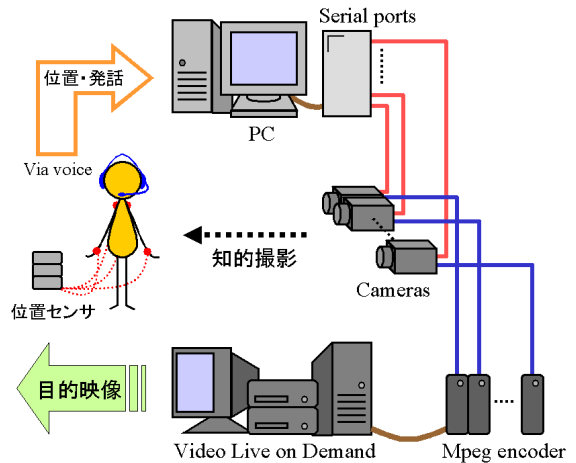 Serial ports
位置・発話
PC
Via voice
知的撮影
Cameras
位置センサ
目的映像
Video Live on Demand
Mpeg encoder